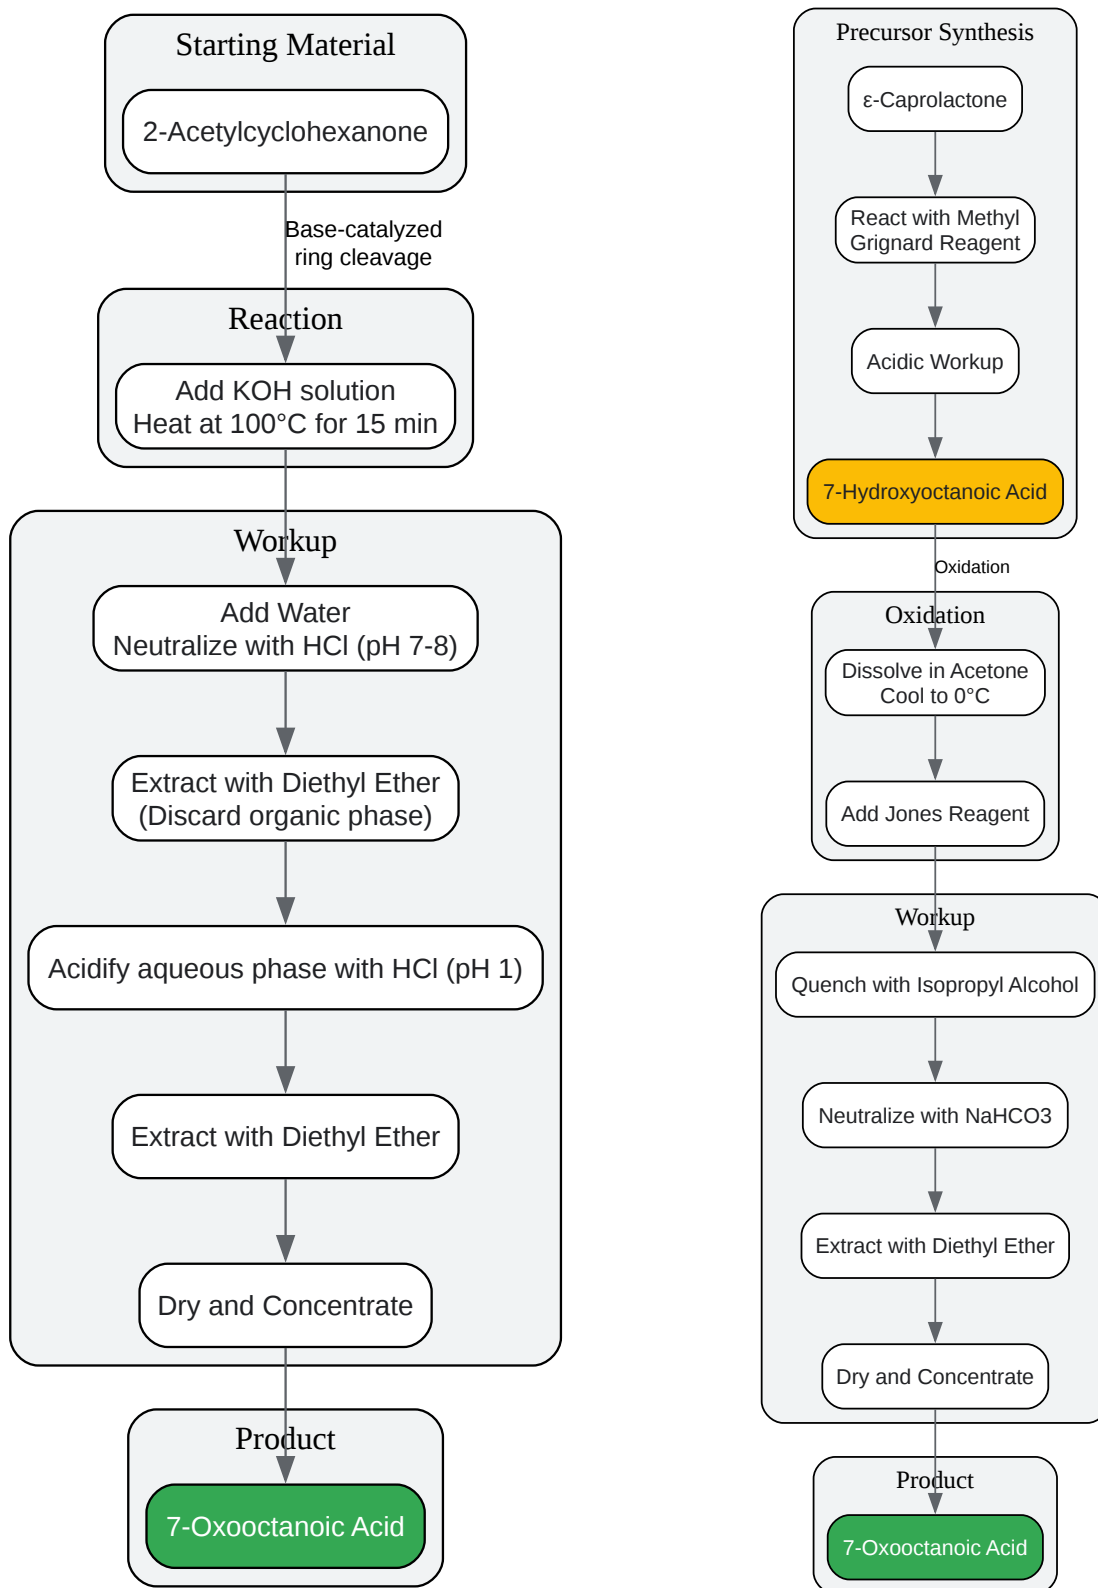 Starting Material
2-Acetylcyclohexanone
Base-catalyzed
ring cleavage
Reaction
Add KOH solution
Heat at 100°C for 15 min
Workup
Add Water
Neutralize with HCl (pH 7-8)
Extract with Diethyl Ether
(Discard organic phase)
Acidify aqueous phase with HCl (pH 1)
Extract with Diethyl Ether
Dry and Concentrate
Product
7-Oxooctanoic Acid
Precursor Synthesis
ε-Caprolactone
React with Methyl
Grignard Reagent
Acidic Workup
7-Hydroxyoctanoic Acid
Oxidation
Oxidation
Dissolve in Acetone
Cool to 0°C
Add Jones Reagent
Workup
Quench with Isopropyl Alcohol
Neutralize with NaHCO3
Extract with Diethyl Ether
Dry and Concentrate
Product
7-Oxooctanoic Acid